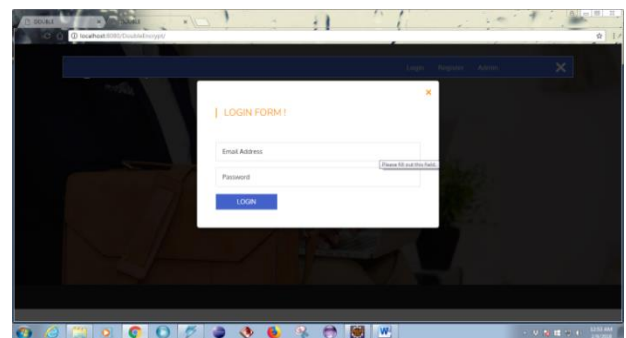 DOUBLE
localhost:8080/DoubleEncrypt/
Login Register Admin
LOGIN FORM !
Email Address
Please fill out this field.
Password
LOGIN